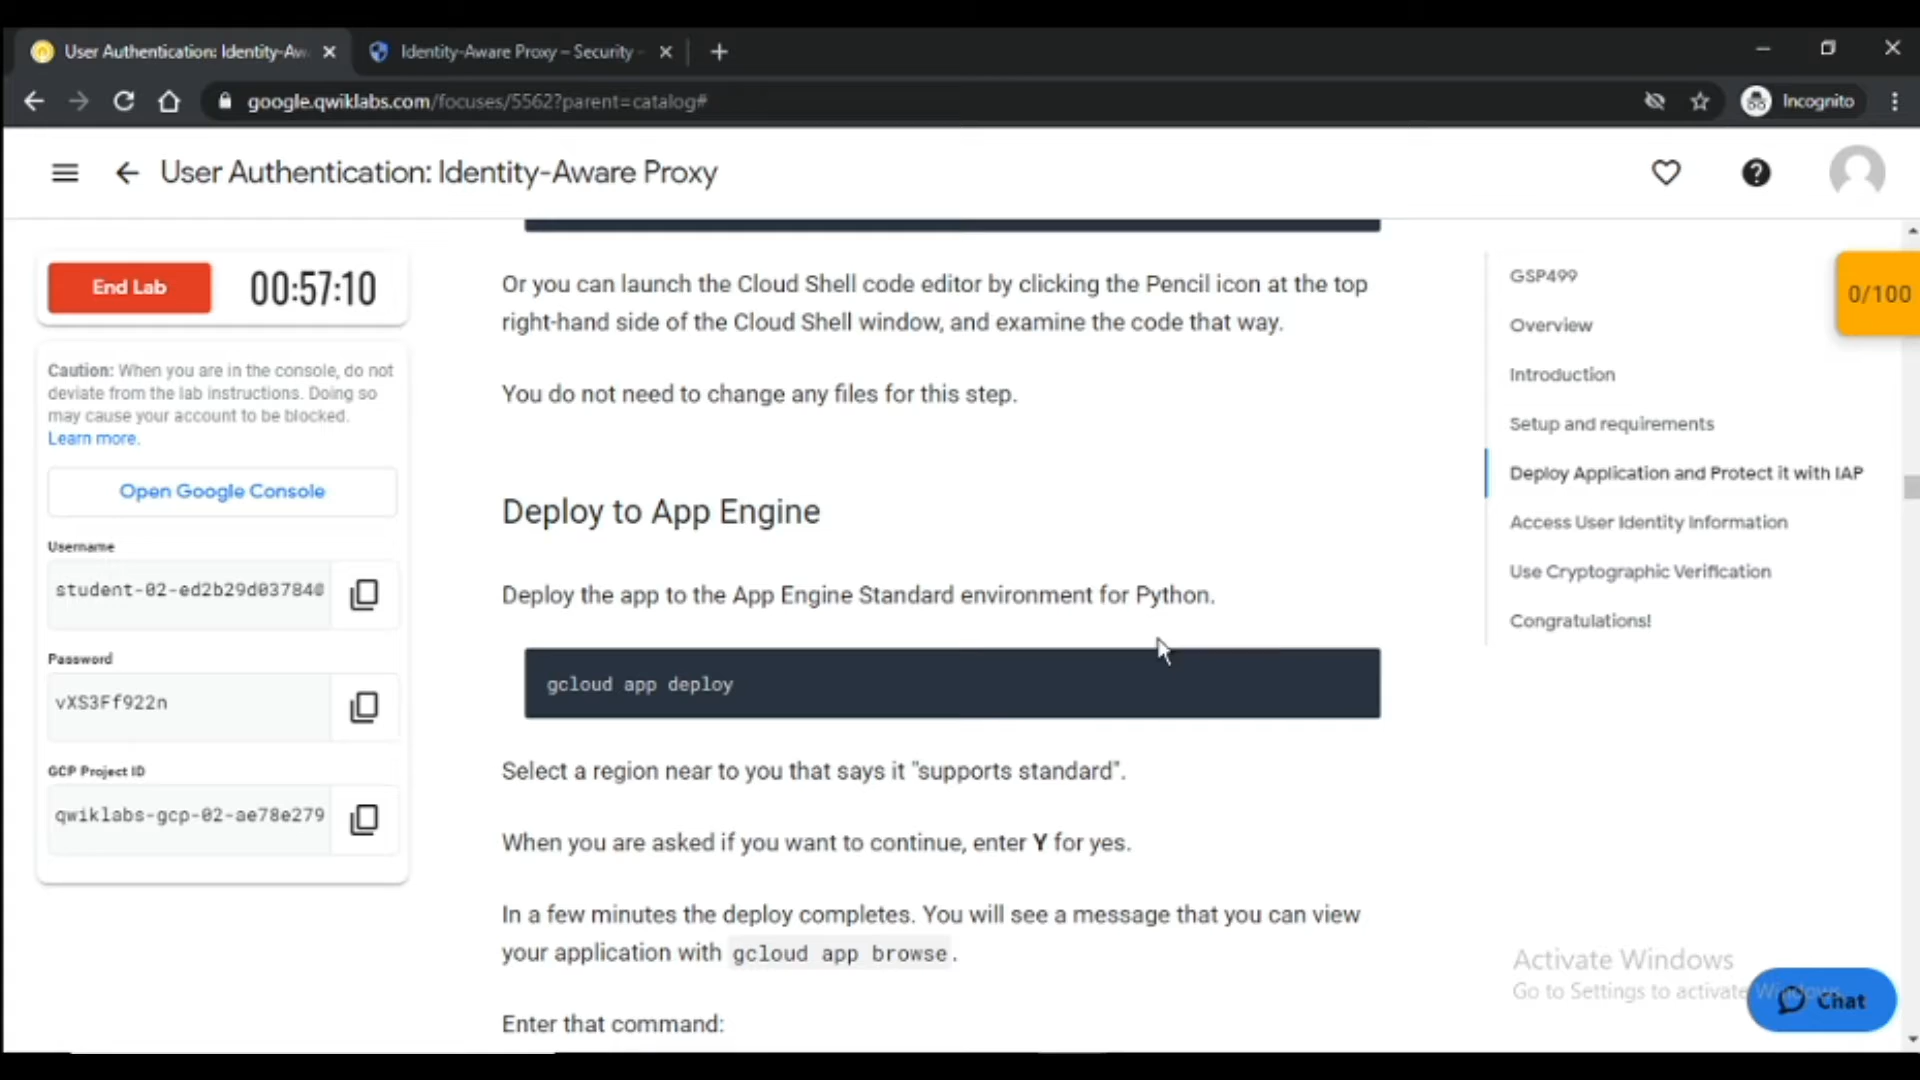 User Authentication: Identity-Aw
Identity-Aware Proxy – Security -
google.qwiklabs.com/focuses/5562?parent=catalog#
Incognito
User Authentication: Identity-Aware Proxy
End Lab
00:57:10
Caution: When you are in the console, do not
deviate from the lab instructions. Doing so
may cause your account to be blocked.
Learn more.
Open Google Console
Username
student-02-ed2b29d037840
Password
vXS3Ff922n
GCP Project ID
qwiklabs-gcp-02-ae78e279
Or you can launch the Cloud Shell code editor by clicking the Pencil icon at the top
right-hand side of the Cloud Shell window, and examine the code that way.
You do not need to change any files for this step.
Deploy to App Engine
Deploy the app to the App Engine Standard environment for Python.
gcloud app deploy
Select a region near to you that says it "supports standard".
When you are asked if you want to continue, enter Y for yes.
In a few minutes the deploy completes. You will see a message that you can view
your application with gcloud app browse.
Enter that command:
GSP499
Overview
Introduction
Setup and requirements
Deploy Application and Protect it with IAP
Access User Identity Information
Use Cryptographic Verification
Congratulations!
0/100
Activate Windows
Go to Settings to activate Windows.
Chat